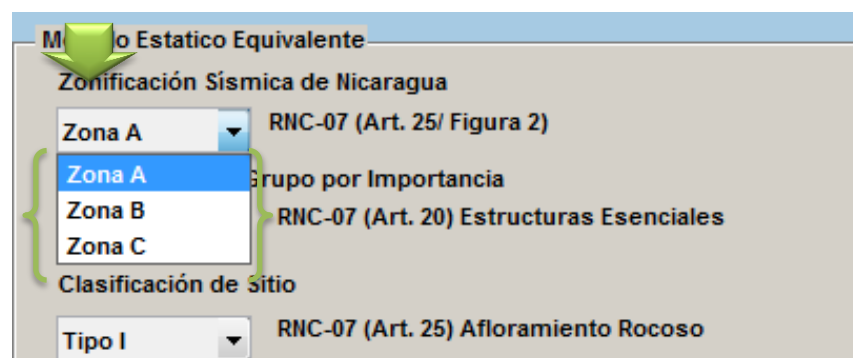 M o Estatico Equivalente
Zonificación Sísmica de Nicaragua
Zona A
RNC-07 (Art. 25/ Figura 2)
Zona A
Grupo por Importancia
Zona B
RNC-07 (Art. 20) Estructuras Esenciales
Zona C
Clasificación de Sitio
Tipo I
RNC-07 (Art. 25) Afloramiento Rocoso